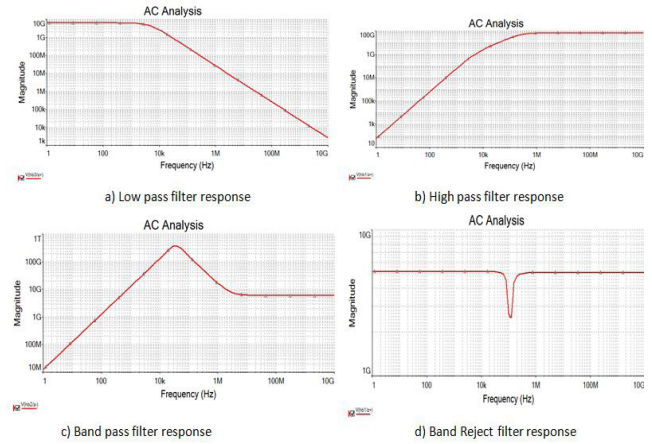 AC Analysis
10G
1G
100M
10M
1M
100k
10k
1k
Magnitude
1
100
10k
1M
100M
10G
Frequency (Hz)
a) Low pass filter response
AC Analysis
100G
1G
10M
100k
1k
10
Magnitude
1
100
10k
1M
100M
10G
Frequency (Hz)
b) High pass filter response
AC Analysis
1T
100G
10G
1G
100M
10M
Magnitude
1
100
10k
1M
100M
10G
Frequency (Hz)
c) Band pass filter response
AC Analysis
10G
1G
Magnitude
1
100
10k
1M
100M
10G
Frequency (Hz)
d) Band Reject filter response